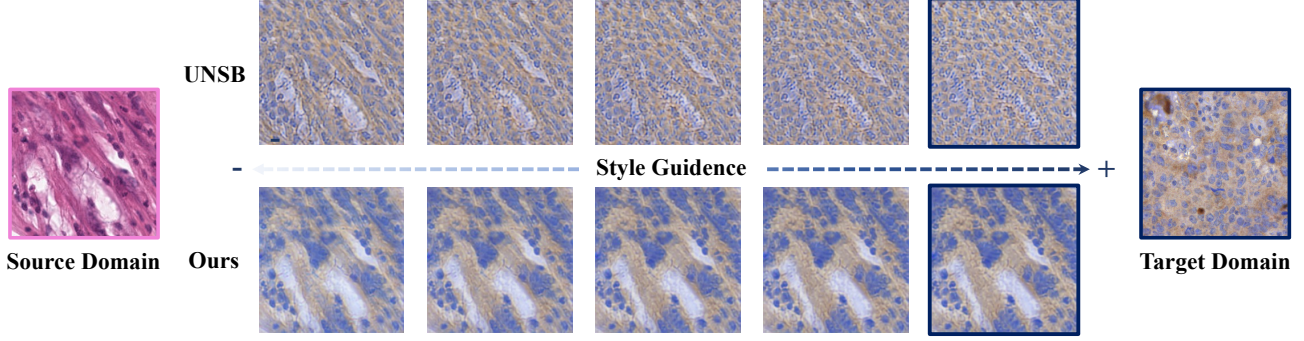 UNSB
- Style Guidence +
Source Domain
Ours
Target Domain